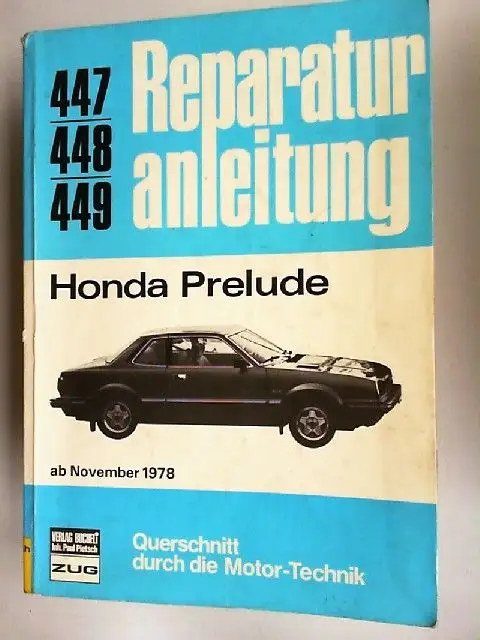 447
448
449
Reparatur
anleitung
Honda Prelude
ab November 1978
VERLAG BUCHELI
Inh. Paul Pietsch
ZUG
Querschnitt
durch die Motor-Technik
h